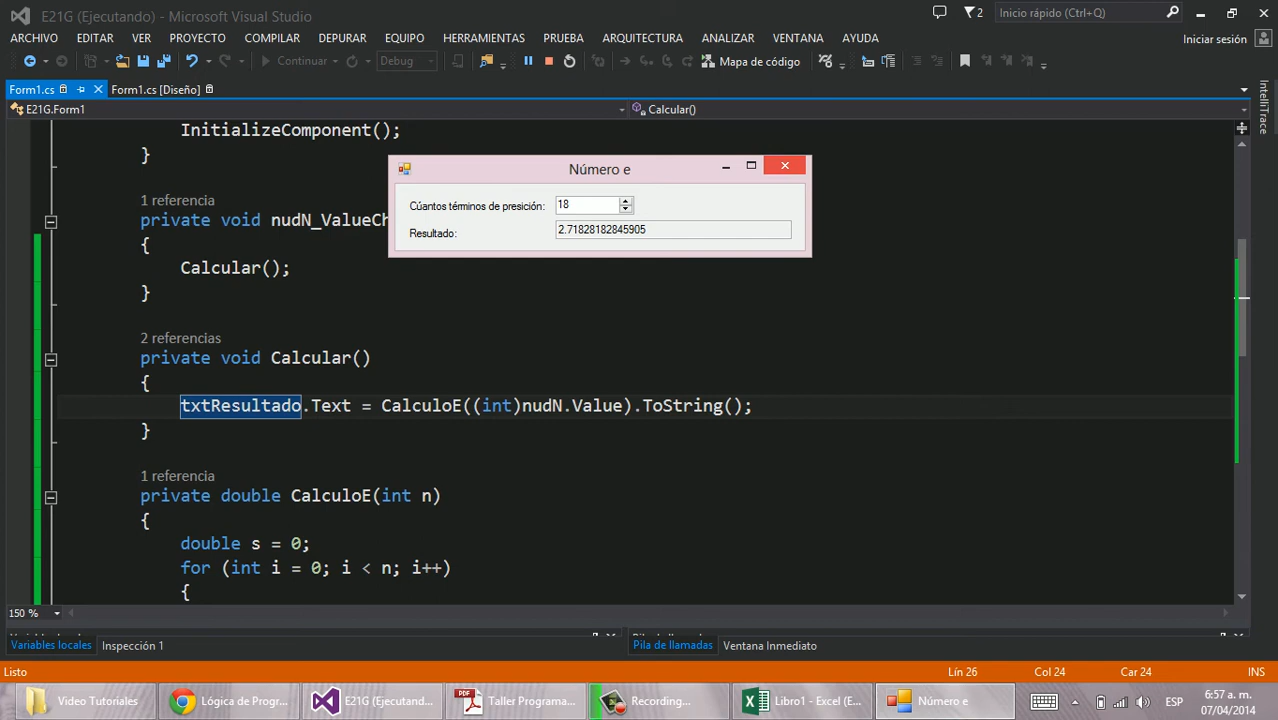 E21G (Ejecutando) - Microsoft Visual Studio
2
Inicio rápido (Ctrl+Q)
ARCHIVO EDITAR VER PROYECTO COMPILAR DEPURAR EQUIPO HERRAMIENTAS PRUEBA ARQUITECTURA ANALIZAR VENTANA AYUDA
Iniciar sesión
Continuar
Debug
Mapa de código
Form1.cs
Form1.cs [Diseño]
E21G.Form1
Calcular()
IntelliTrace
InitializeComponent();
}
Número e
1 referencia
private void nudN_ValueCh
Cúantos términos de presición: 18
Resultado: 2.71828182845905
{
Calcular();
}
2 referencias
private void Calcular()
{
txtResultado.Text = CalculoE((int)nudN.Value).ToString();
}
1 referencia
private double CalculoE(int n)
{
double s = 0;
for (int i = 0; i < n; i++)
{
150 %
Variables locales
Inspección 1
Pila de llamadas
Ventana Inmediato
Listo
Lín 26
Col 24
Car 24
INS
Video Tutoriales
Lógica de Progr...
E21G (Ejecutand...
PDF
Taller Programa...
Recording...
Libro1 - Excel (E...
Número e
ESP
6:57 a. m.
07/04/2014